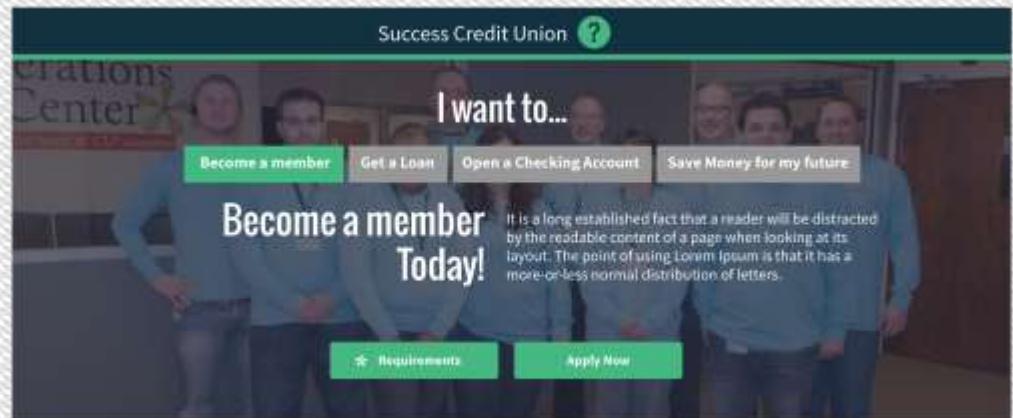 Success Credit Union ?
erations
Center
I want to...
Become a member Get a Loan Open a Checking Account Save Money for my future
Become a member
Today!
It is a long established fact that a reader will be distracted
by the readable content of a page when looking at its
layout. The point of using Lorem Ipsum is that it has a
more-or-less normal distribution of letters.
Requirements Apply Now